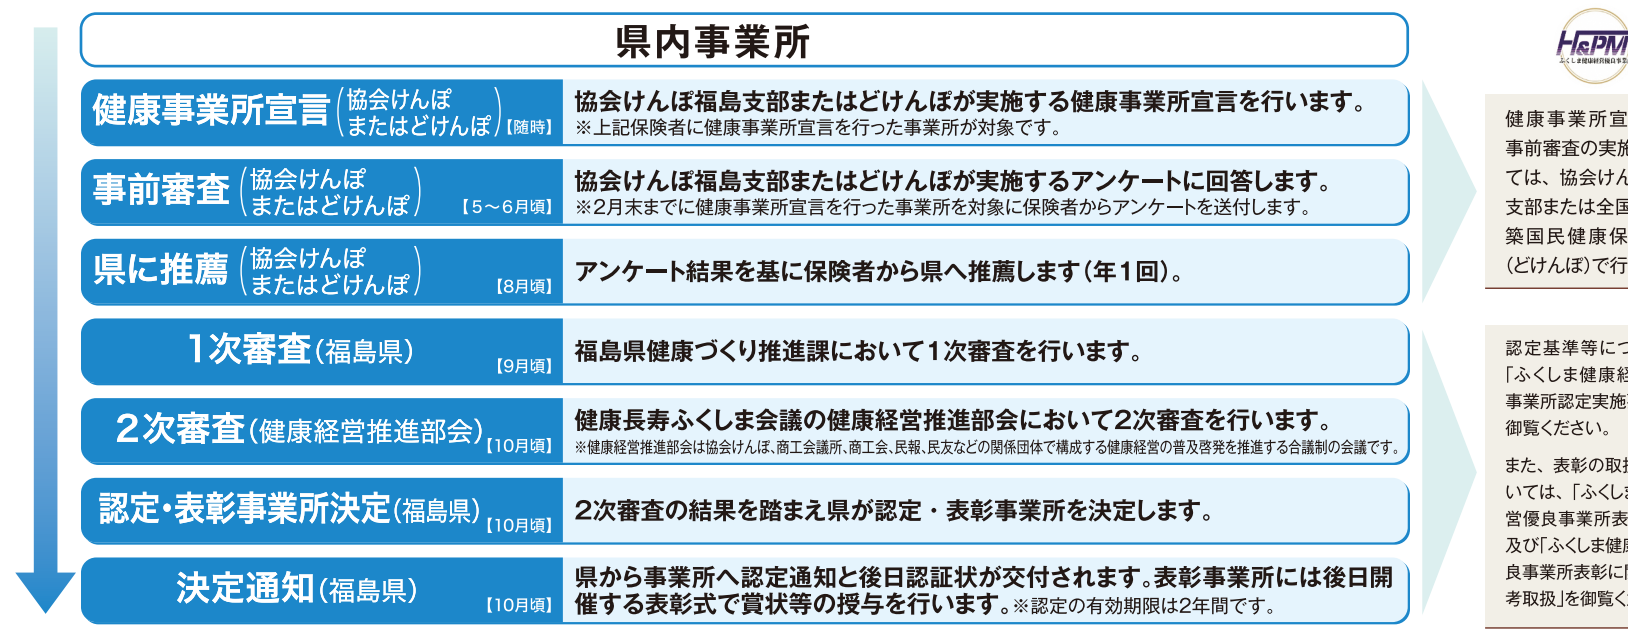 県内事業所
健康事業所宣言(協会けんぽ
またはどけんぽ)【随時】
協会けんぽ福島支部またはどけんぽが実施する健康事業所宣言を行います。
※上記保険者に健康事業所宣言を行った事業所が対象です。
事前審査(協会けんぽ
またはどけんぽ)【5～6月頃】
協会けんぽ福島支部またはどけんぽが実施するアンケートに回答します。
※2月末までに健康事業所宣言を行った事業所を対象に保険者からアンケートを送付します。
県に推薦(協会けんぽ
またはどけんぽ)【8月頃】
アンケート結果を基に保険者から県へ推薦します(年1回)。
1次審査(福島県)【9月頃】
福島県健康づくり推進課において1次審査を行います。
2次審査(健康経営推進部会)【10月頃】
健康長寿ふくしま会議の健康経営推進部会において2次審査を行います。
※健康経営推進部会は協会けんぽ、商工会議所、商工会、民報、民友などの関係団体で構成する健康経営の普及啓発を推進する合議制の会議です。
認定・表彰事業所決定(福島県)【10月頃】
2次審査の結果を踏まえ県が認定・表彰事業所を決定します。
決定通知(福島県)【10月頃】
県から事業所へ認定通知と後日認証状が交付されます。表彰事業所には後日開
催する表彰式で賞状等の授与を行います。※認定の有効期限は2年間です。
H&PM
健康事業所宣
事前審査の実施
ては、協会けん
支部または全国
築国民健康保
(どけんぽ)で行
認定基準等につ
「ふくしま健康経
事業所認定実施
御覧ください。
また、表彰の取扱
いては、「ふくしま
営優良事業所表
及び「ふくしま健康
良事業所表彰に
考取扱」を御覧く